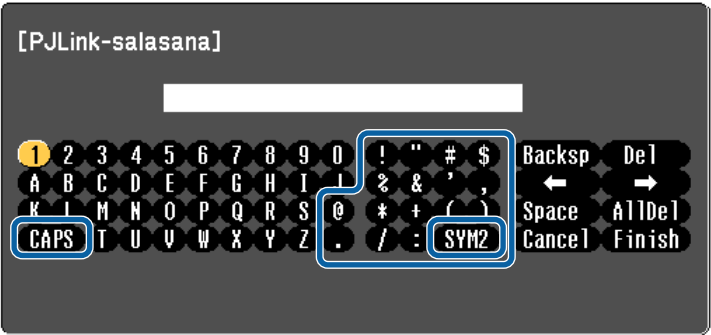 [PJLink-salasana]
1 2 3 4 5 6 7 8 9 0 ! " # $ Backsp Del
A B C D E F G H I J % & ' , ← →
K L M N O P Q R S @ * + ( ) Space AllDel
CAPS T U V W X Y Z . / : SYM2 Cancel Finish